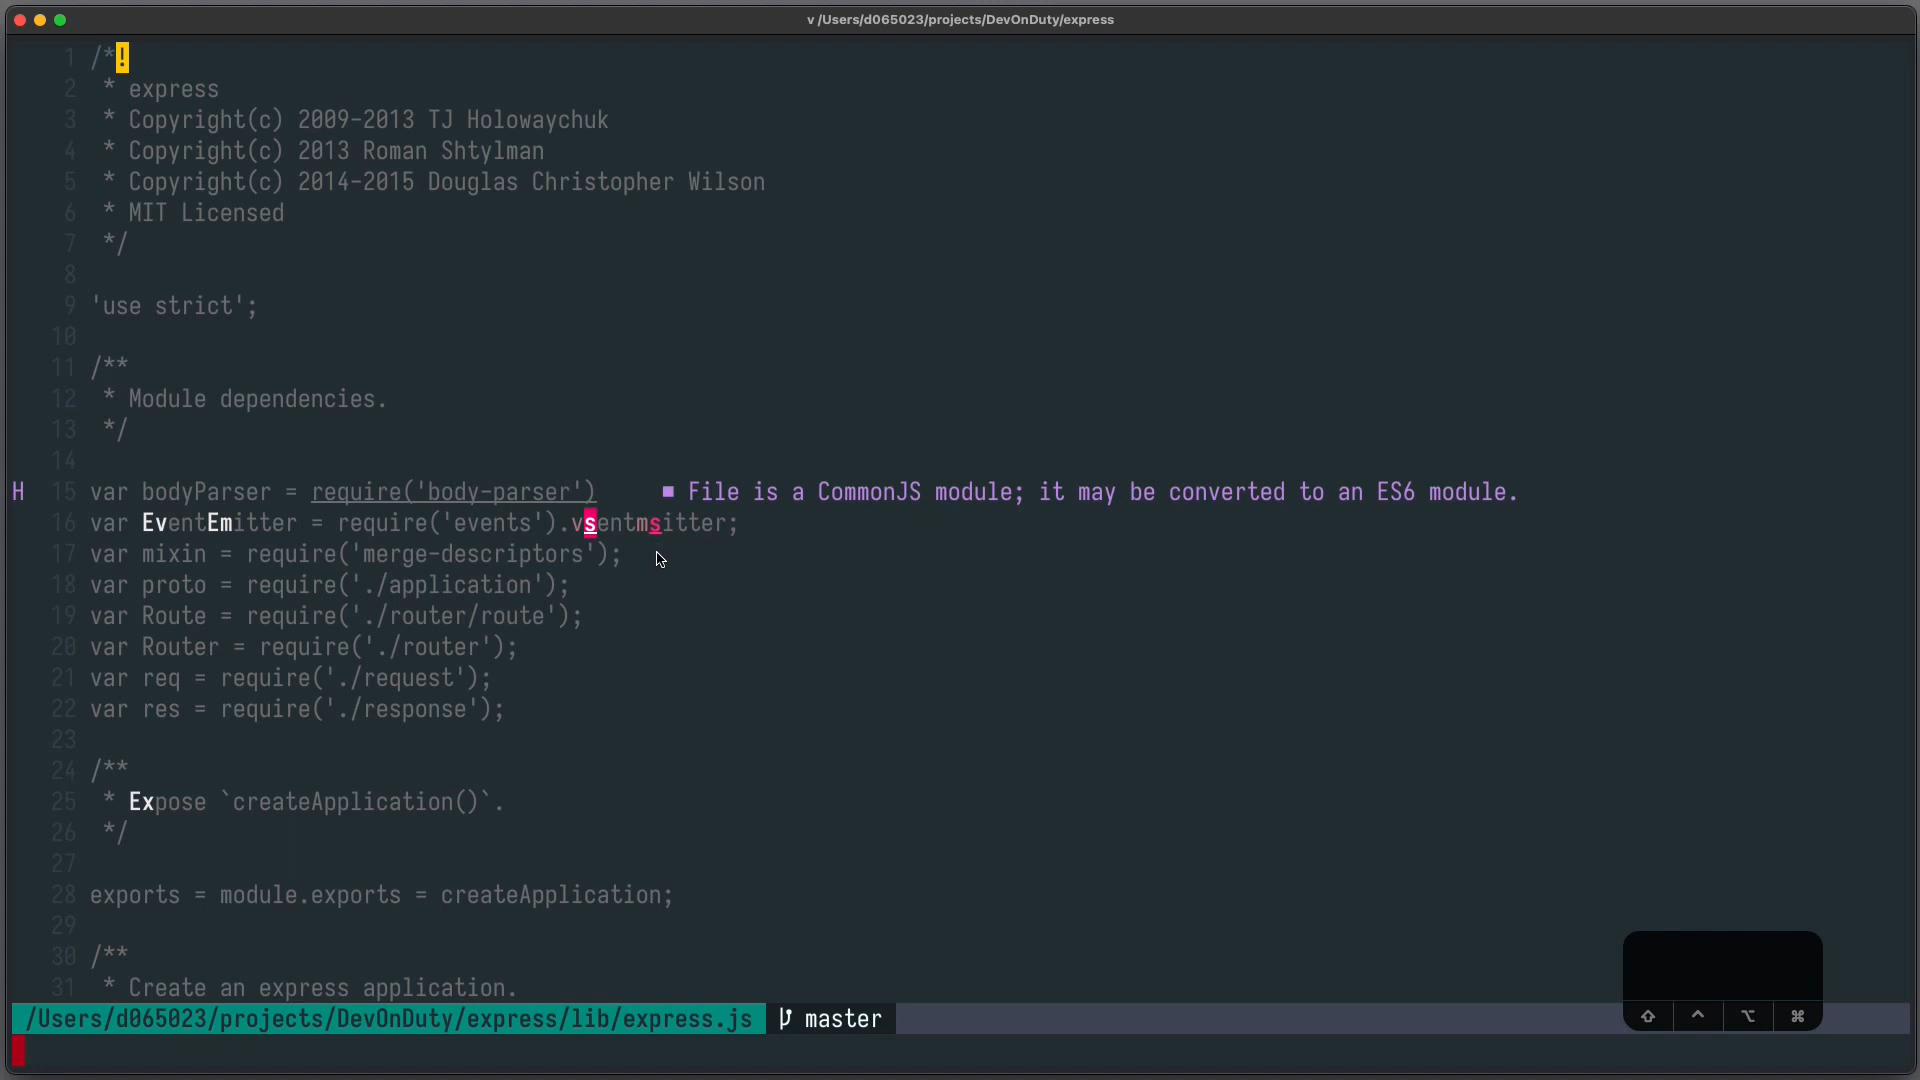 v /Users/d065023/projects/DevOnDuty/express
1 /*!
2  * express
3  * Copyright(c) 2009-2013 TJ Holowaychuk
4  * Copyright(c) 2013 Roman Shtylman
5  * Copyright(c) 2014-2015 Douglas Christopher Wilson
6  * MIT Licensed
7  */
8
9 'use strict';
10
11 /**
12  * Module dependencies.
13  */
14
H 15 var bodyParser = require('body-parser')     ■ File is a CommonJS module; it may be converted to an ES6 module.
16 var EventEmitter = require('events').vsentmsitter;
17 var mixin = require('merge-descriptors');
18 var proto = require('./application');
19 var Route = require('./router/route');
20 var Router = require('./router');
21 var req = require('./request');
22 var res = require('./response');
23
24 /**
25  * Expose `createApplication()`.
26  */
27
28 exports = module.exports = createApplication;
29
30 /**
31  * Create an express application.
/Users/d065023/projects/DevOnDuty/express/lib/express.js master
⇧ ^ ⌥ ⌘